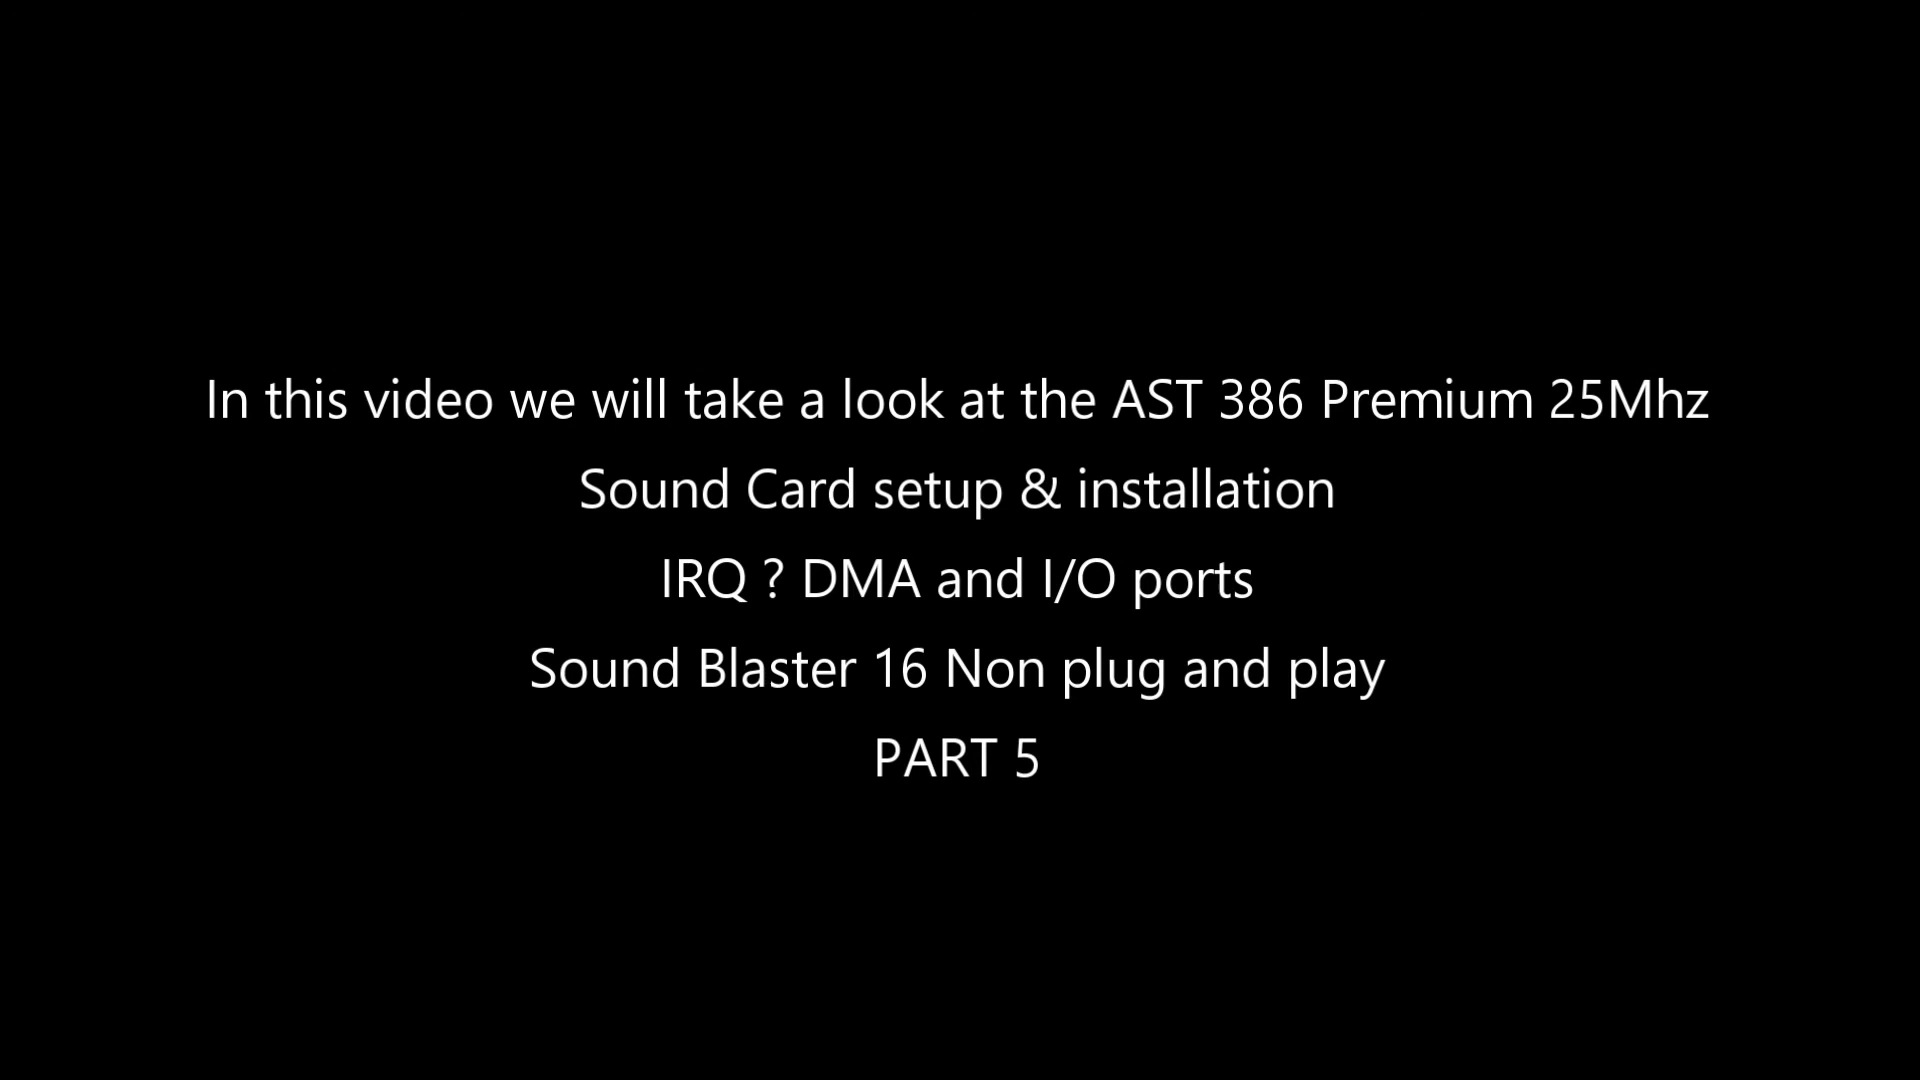 In this video we will take a look at the AST 386 Premium 25Mhz
Sound Card setup & installation
IRQ ? DMA and I/O ports
Sound Blaster 16 Non plug and play
PART 5